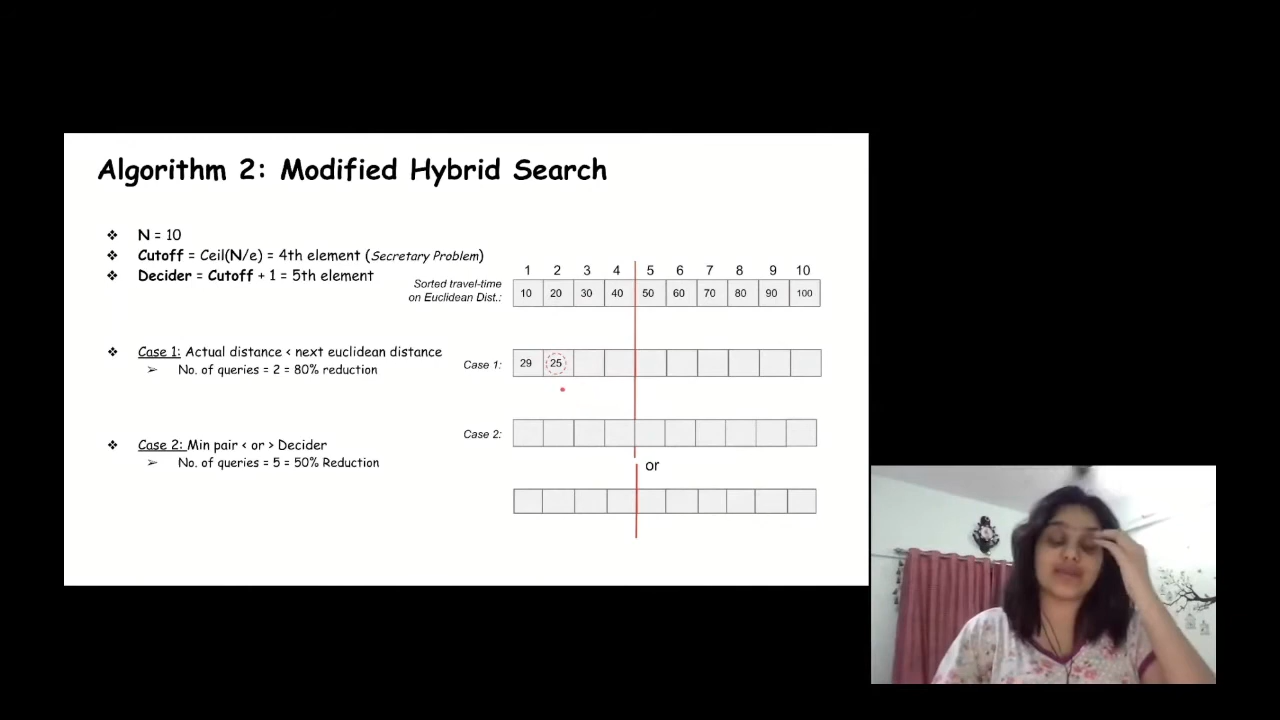 Algorithm 2: Modified Hybrid Search
❖ N = 10
❖ Cutoff = Ceil(N/e) = 4th element (Secretary Problem)
❖ Decider = Cutoff + 1 = 5th element
1 2 3 4 5 6 7 8 9 10
Sorted travel-time
on Euclidean Dist.:
10 20 30 40 50 60 70 80 90 100
❖ Case 1: Actual distance < next euclidean distance
➢ No. of queries = 2 = 80% reduction
Case 1:
29 25
❖ Case 2: Min pair < or > Decider
➢ No. of queries = 5 = 50% Reduction
Case 2:
or